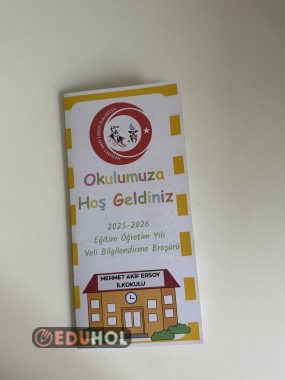 Okulumuza
Hoş Geldiniz
2025-2026
Eğitim Öğretim Yılı
Veli Bilgilendirme Broşürü
MEHMET AKİF ERSOY
İLKOKULU
EDUHOL